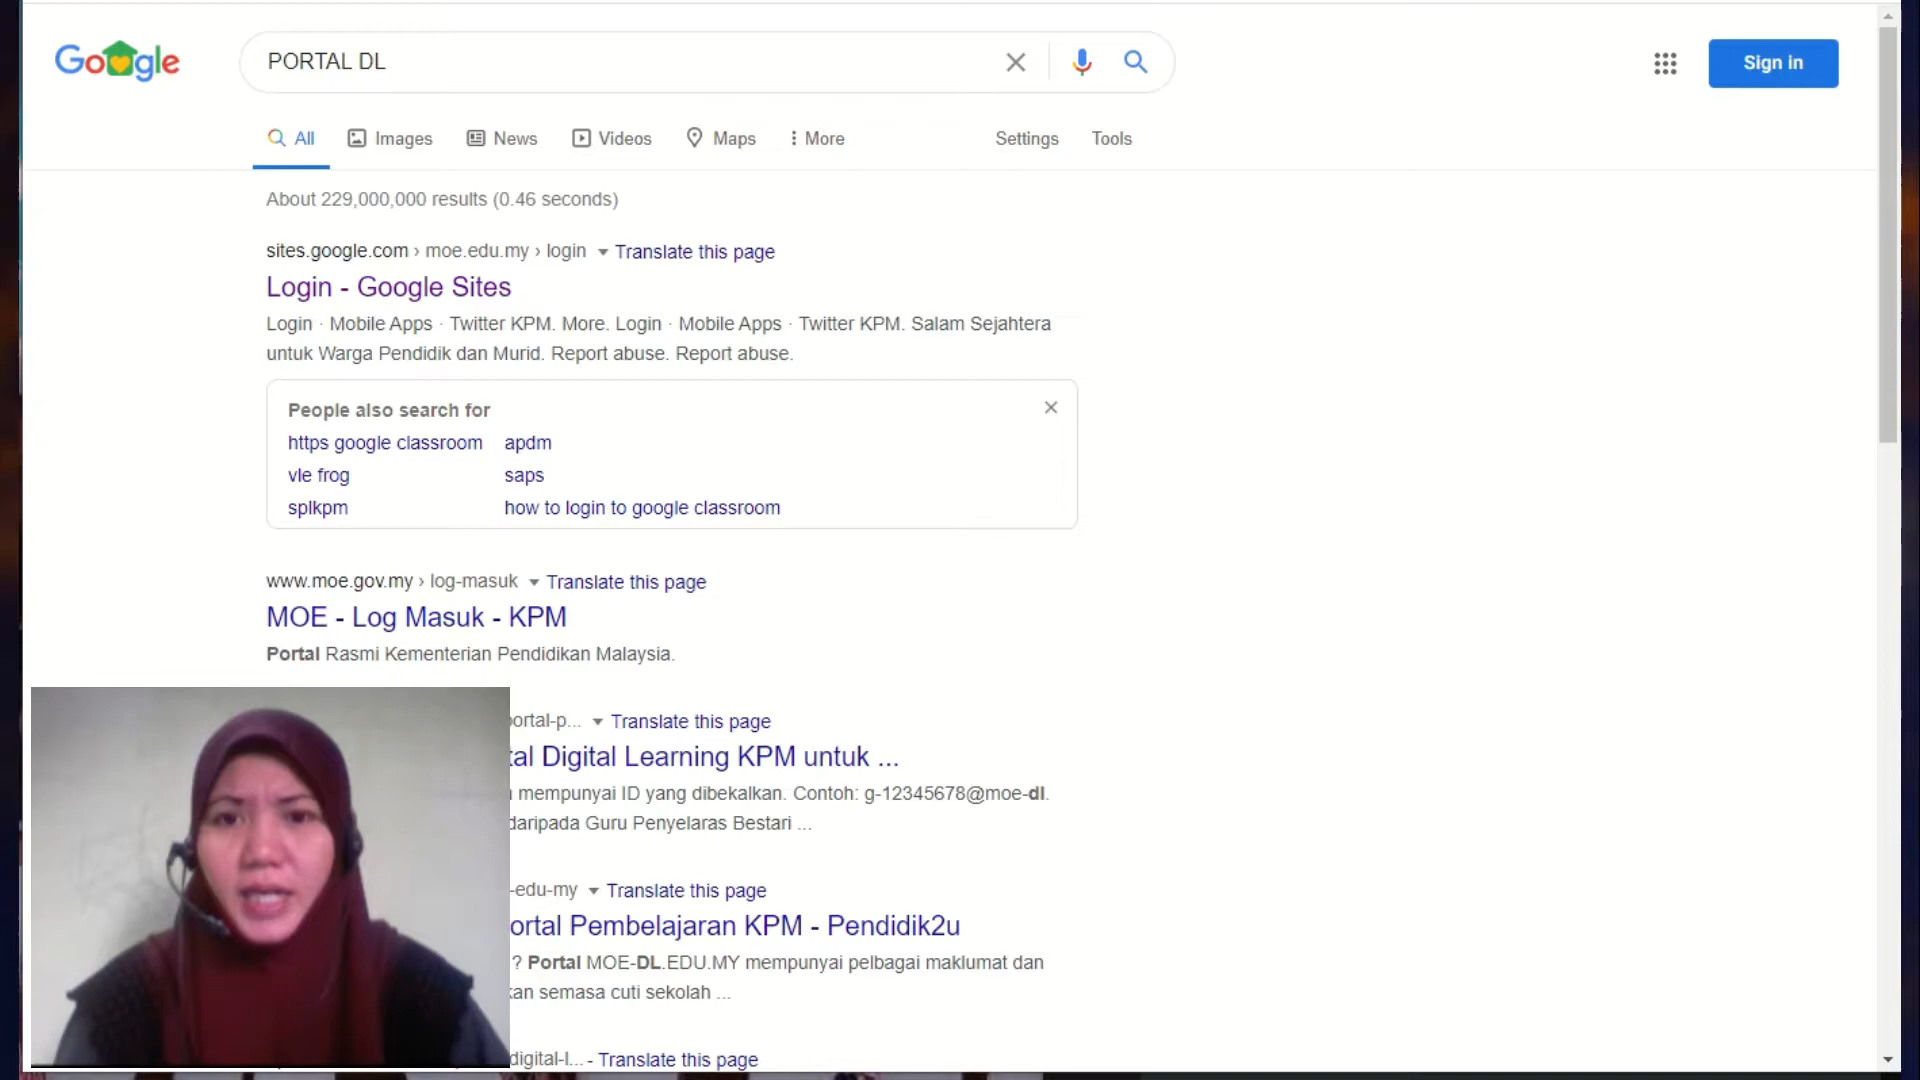 Google
PORTAL DL
Sign in
All Images News Videos Maps More Settings Tools
About 229,000,000 results (0.46 seconds)
sites.google.com › moe.edu.my › login Translate this page
Login - Google Sites
Login · Mobile Apps · Twitter KPM. More. Login · Mobile Apps · Twitter KPM. Salam Sejahtera
untuk Warga Pendidik dan Murid. Report abuse. Report abuse.
People also search for
https google classroom apdm
vle frog saps
splkpm how to login to google classroom
www.moe.gov.my › log-masuk Translate this page
MOE - Log Masuk - KPM
Portal Rasmi Kementerian Pendidikan Malaysia.
ortal-p... Translate this page
tal Digital Learning KPM untuk ...
mempunyai ID yang dibekalkan. Contoh: g-12345678@moe-dl.
daripada Guru Penyelaras Bestari ...
-edu-my Translate this page
ortal Pembelajaran KPM - Pendidik2u
? Portal MOE-DL.EDU.MY mempunyai pelbagai maklumat dan
kan semasa cuti sekolah ...
digital-l... - Translate this page